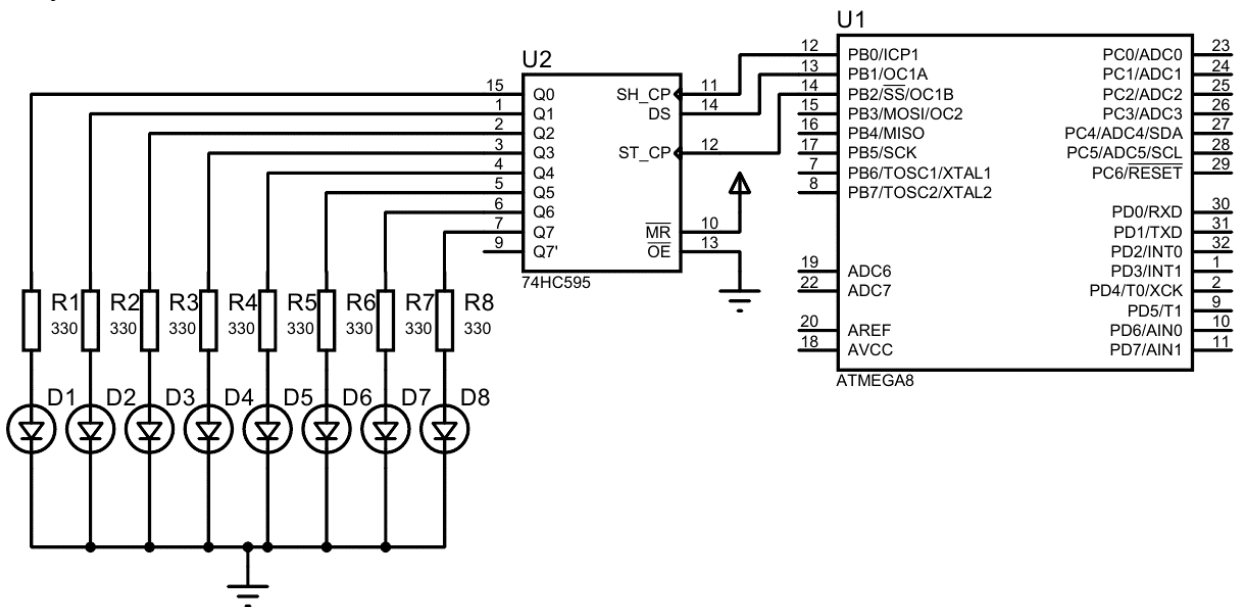 U1
12 PB0/ICP1 PC0/ADC0 23
13 PB1/OC1A PC1/ADC1 24
14 PB2/SS/OC1B PC2/ADC2 25
15 PB3/MOSI/OC2 PC3/ADC3 26
16 PB4/MISO PC4/ADC4/SDA 27
17 PB5/SCK PC5/ADC5/SCL 28
7 PB6/TOSC1/XTAL1 PC6/RESET 29
8 PB7/TOSC2/XTAL2
PD0/RXD 30
PD1/TXD 31
PD2/INT0 32
19 ADC6 PD3/INT1 1
22 ADC7 PD4/T0/XCK 2
PD5/T1 9
20 AREF PD6/AIN0 10
18 AVCC PD7/AIN1 11
ATMEGA8
U2
15 Q0 SH_CP 11
1 Q1 DS 14
2 Q2
3 Q3 ST_CP 12
4 Q4
5 Q5
6 Q6
7 Q7 MR 10
9 Q7' OE 13
74HC595
R1 R2 R3 R4 R5 R6 R7 R8
330 330 330 330 330 330 330 330
D1 D2 D3 D4 D5 D6 D7 D8